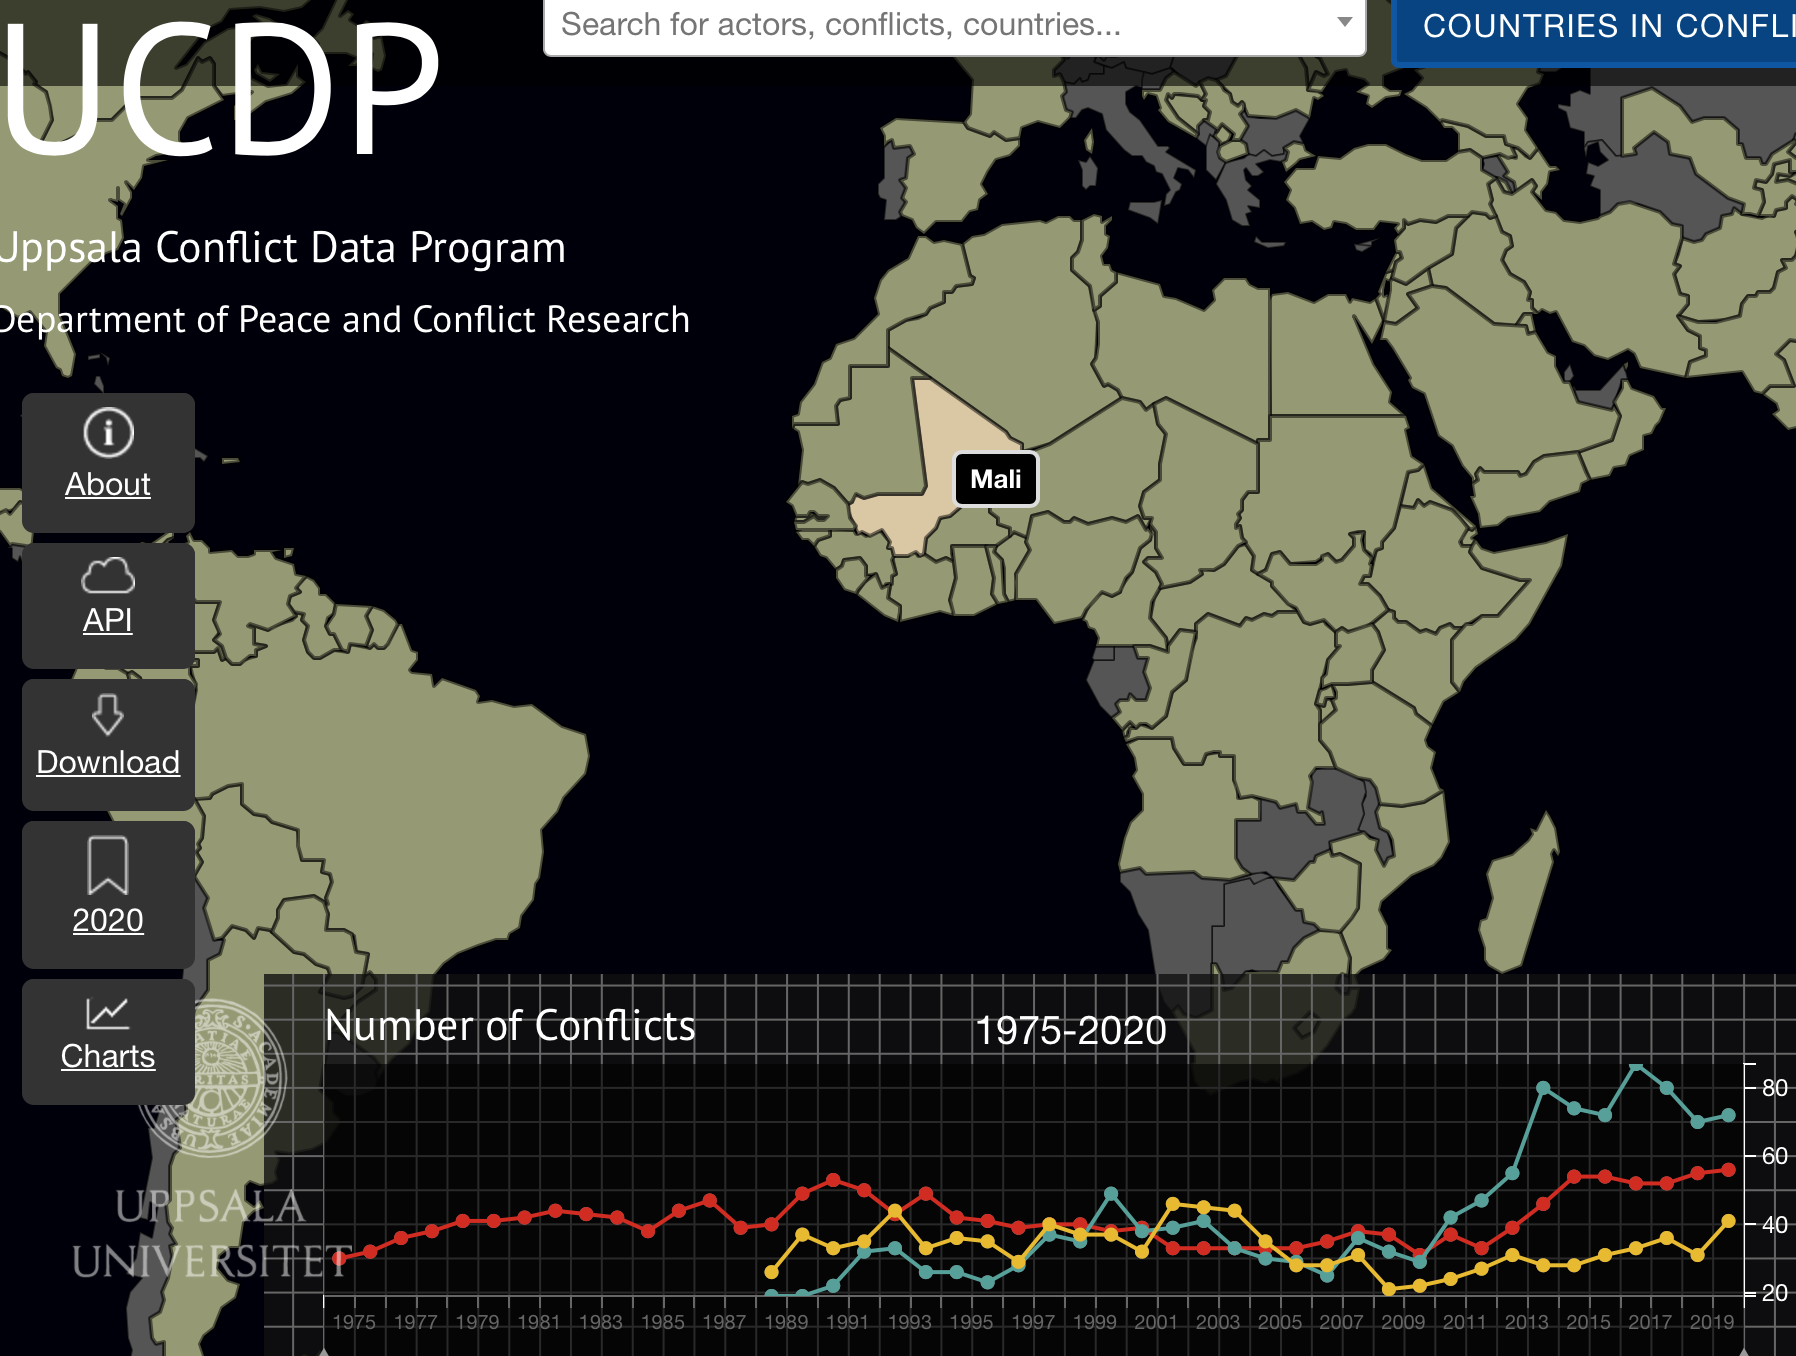 UCDP
Search for actors, conflicts, countries...
COUNTRIES IN CONFLI
Uppsala Conflict Data Program
Department of Peace and Conflict Research
About
API
Download
2020
Charts
Mali
UPPSALA
UNIVERSITET
Number of Conflicts
1975-2020
80
60
40
20
1975 1977 1979 1981 1983 1985 1987 1989 1991 1993 1995 1997 1999 2001 2003 2005 2007 2009 2011 2013 2015 2017 2019